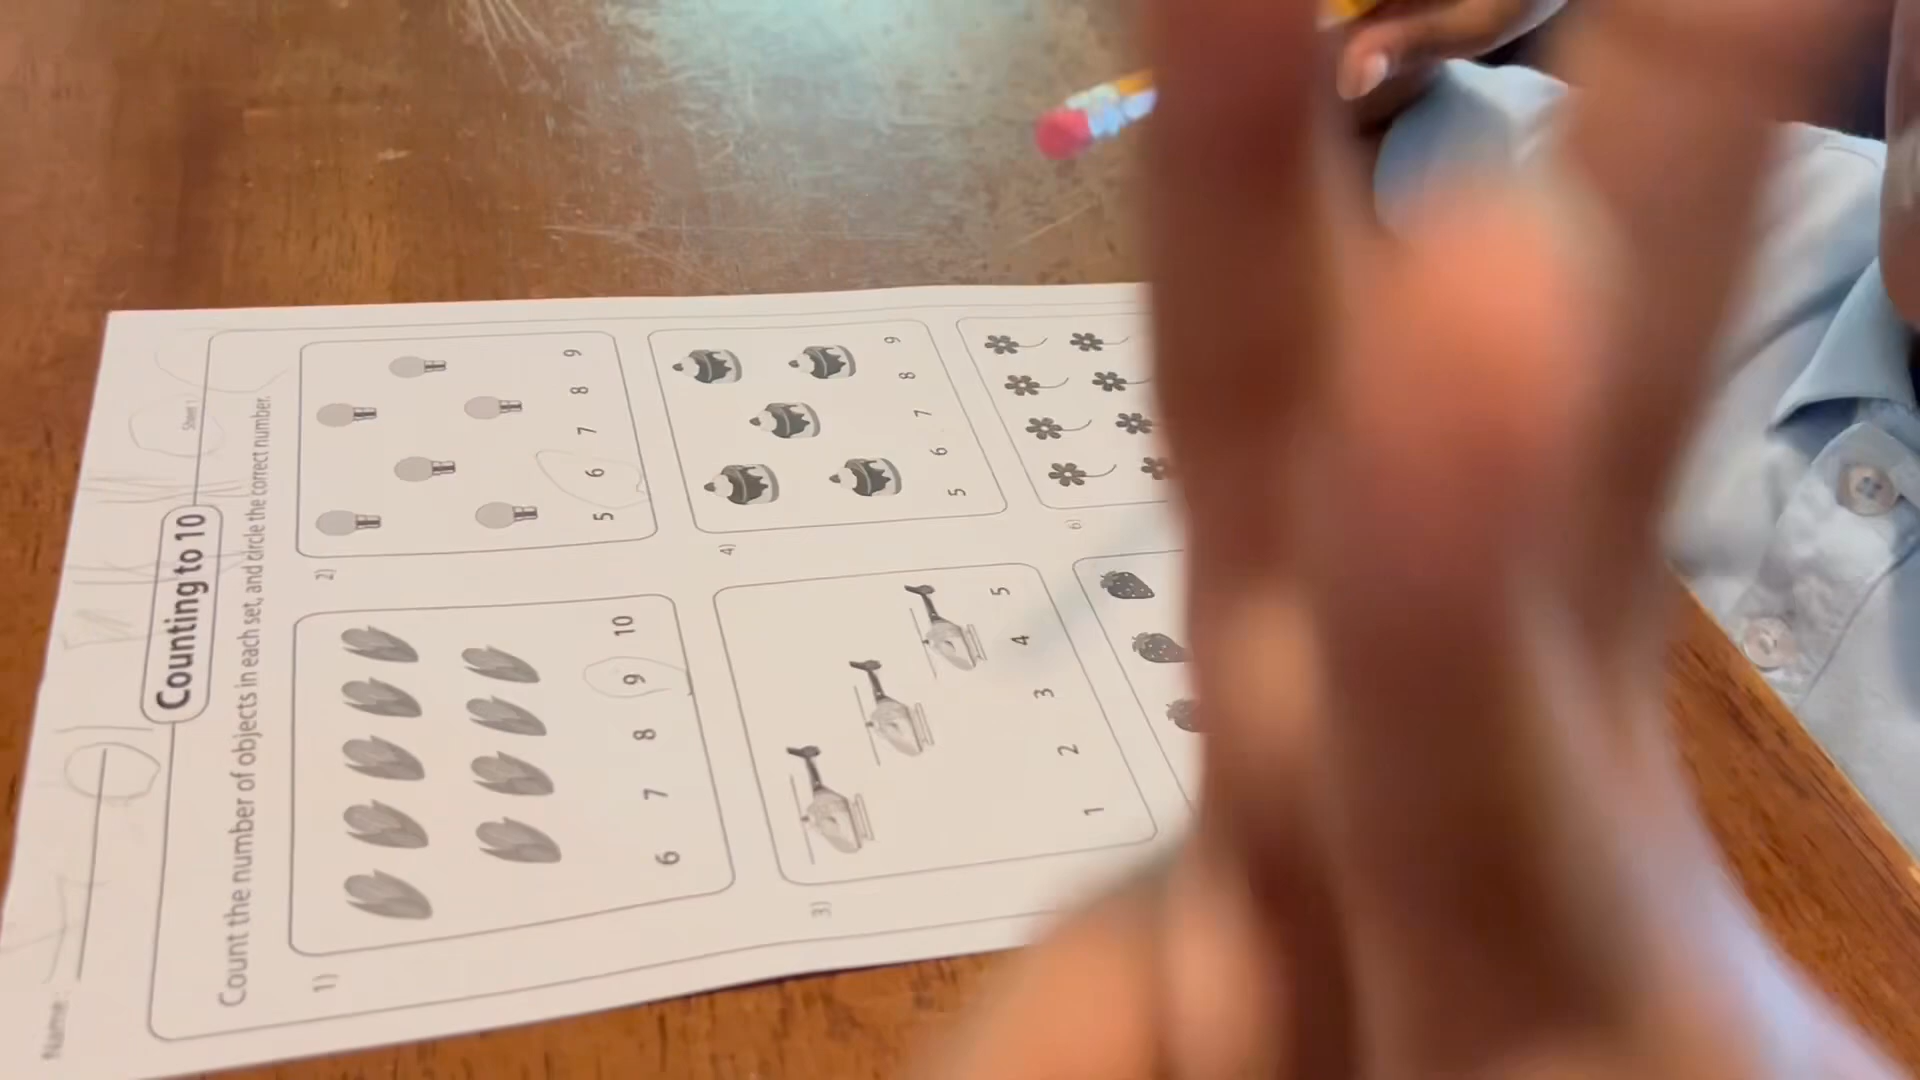 Name:
Sheet 1
Counting to 10
Count the number of objects in each set, and circle the correct number.
1)
6 7 8 9 10
2)
5 6 7 8 9
3)
1 2 3 4 5
4)
5 6 7 8 9
6)